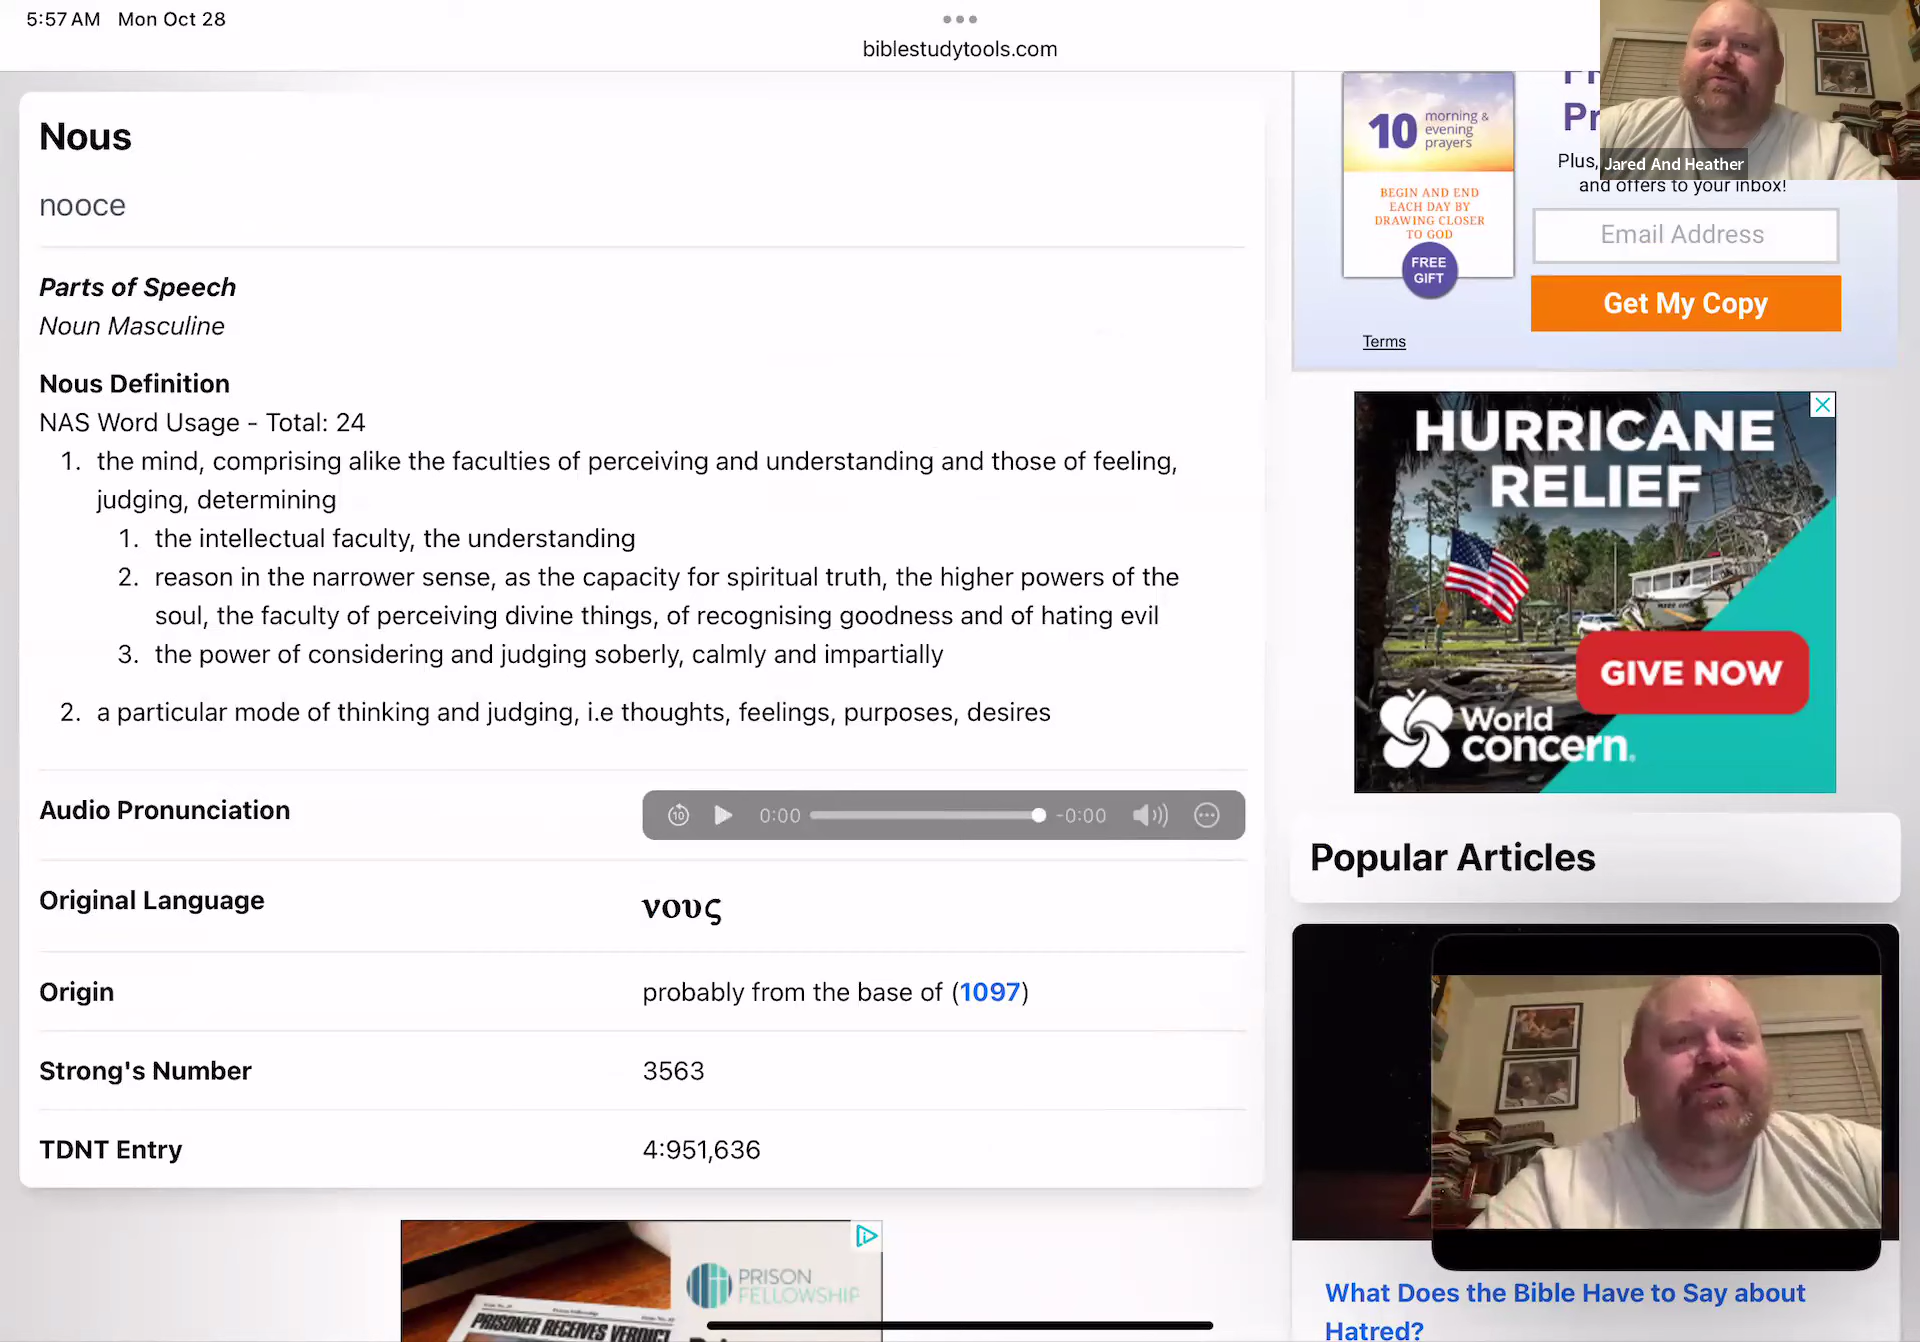 5:57 AM Mon Oct 28
biblestudytools.com
Nous
nooce
Parts of Speech
Noun Masculine
Nous Definition
NAS Word Usage - Total: 24
1. the mind, comprising alike the faculties of perceiving and understanding and those of feeling,
judging, determining
1. the intellectual faculty, the understanding
2. reason in the narrower sense, as the capacity for spiritual truth, the higher powers of the
soul, the faculty of perceiving divine things, of recognising goodness and of hating evil
3. the power of considering and judging soberly, calmly and impartially
2. a particular mode of thinking and judging, i.e thoughts, feelings, purposes, desires
Audio Pronunciation
10 0:00 -0:00
Original Language νους
Origin probably from the base of (1097)
Strong's Number 3563
TDNT Entry 4:951,636
PRISON
FELLOWSHIP
PRISONER RECEIVES VERDICT
10 morning &
evening
prayers
BEGIN AND END
EACH DAY BY
DRAWING CLOSER
TO GOD
FREE
GIFT
Terms
Plus,
Jared And Heather
and offers to your inbox!
Email Address
Get My Copy
HURRICANE
RELIEF
GIVE NOW
World
concern.
Popular Articles
What Does the Bible Have to Say about
Hatred?